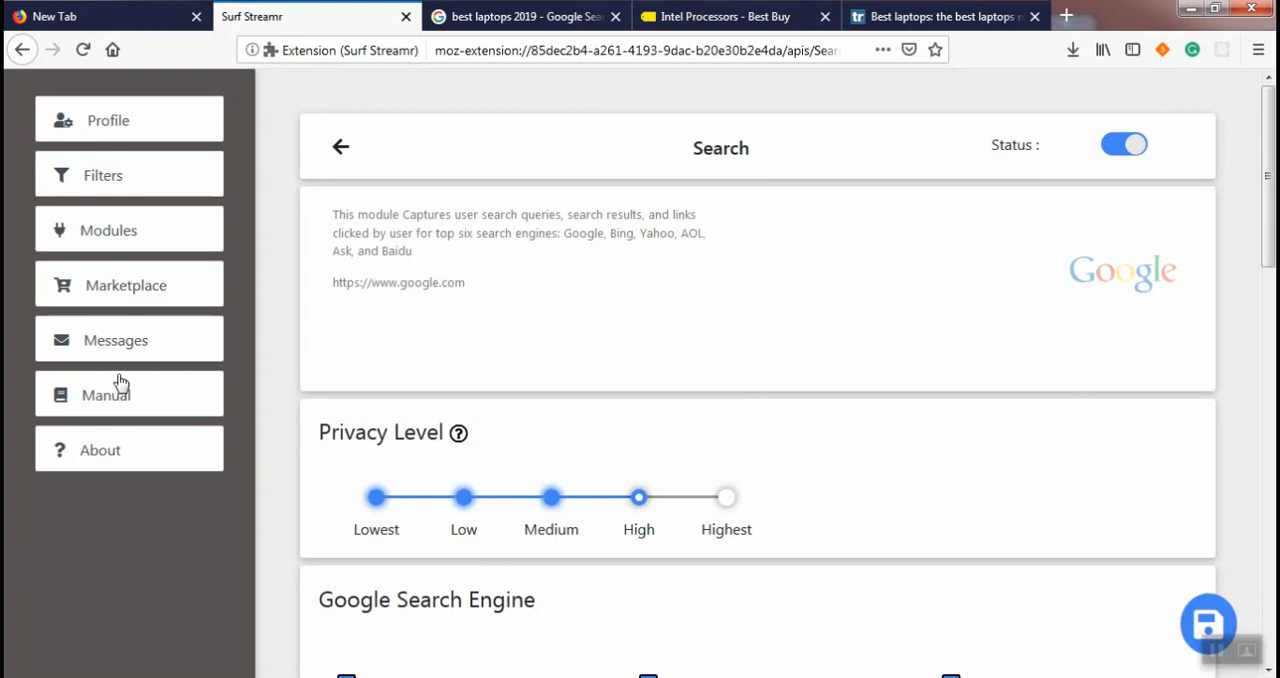 New Tab
Surf Streamr
best laptops 2019 - Google Sear
Intel Processors - Best Buy
Best laptops: the best laptops n
Extension (Surf Streamr)
moz-extension://85dec2b4-a261-4193-9dac-b20e30b2e4da/apis/Sear
Profile
Filters
Modules
Marketplace
Messages
Manual
About
Search
Status :
This module Captures user search queries, search results, and links
clicked by user for top six search engines: Google, Bing, Yahoo, AOL,
Ask, and Baidu
https://www.google.com
Google
Privacy Level
Lowest
Low
Medium
High
Highest
Google Search Engine